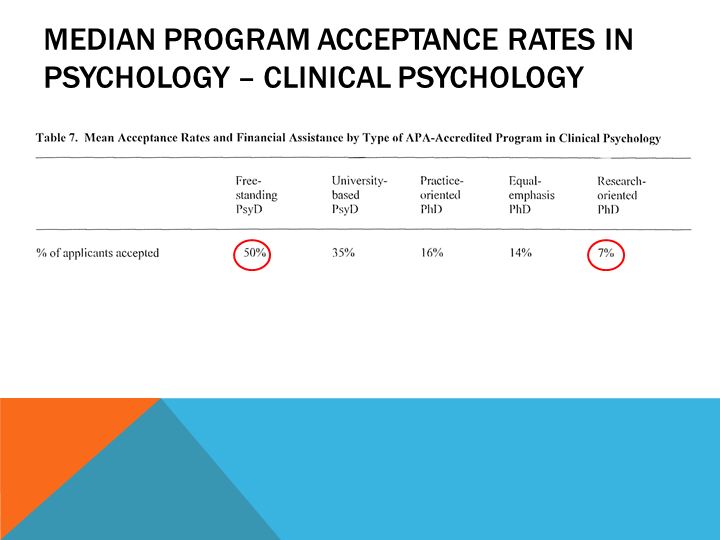 MEDIAN PROGRAM ACCEPTANCE RATES IN
PSYCHOLOGY – CLINICAL PSYCHOLOGY
Table 7. Mean Acceptance Rates and Financial Assistance by Type of APA-Accredited Program in Clinical Psychology
Free- University- Practice- Equal- Research-
standing based oriented emphasis oriented
PsyD PsyD PhD PhD PhD
% of applicants accepted 50% 35% 16% 14% 7%